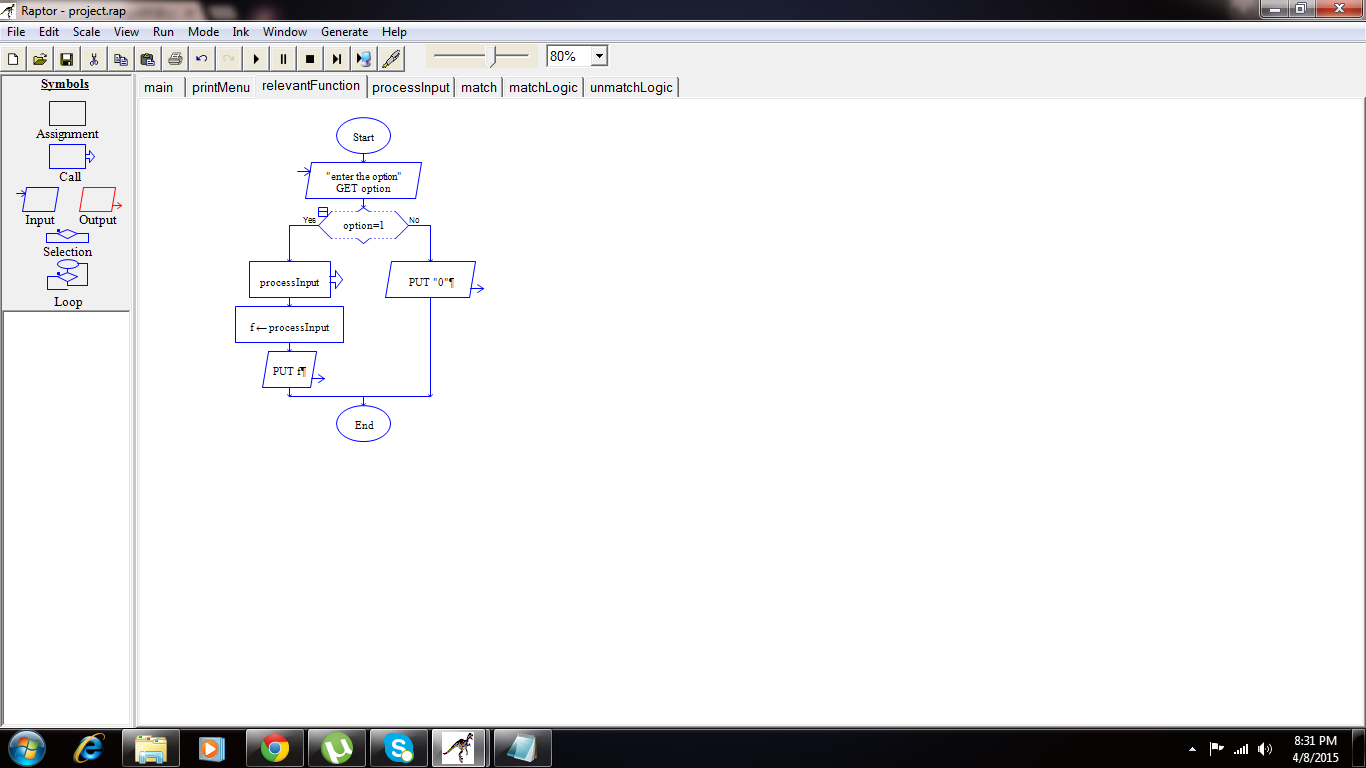 Raptor - project.rap
File Edit Scale View Run Mode Ink Window Generate Help
80%
Symbols
Assignment
Call
Input Output
Selection
Loop
main printMenu relevantFunction processInput match matchLogic unmatchLogic
Start
"enter the option"
GET option
Yes option=1 No
processInput
PUT "0"¶
f ← processInput
PUT f¶
End
8:31 PM
4/8/2015